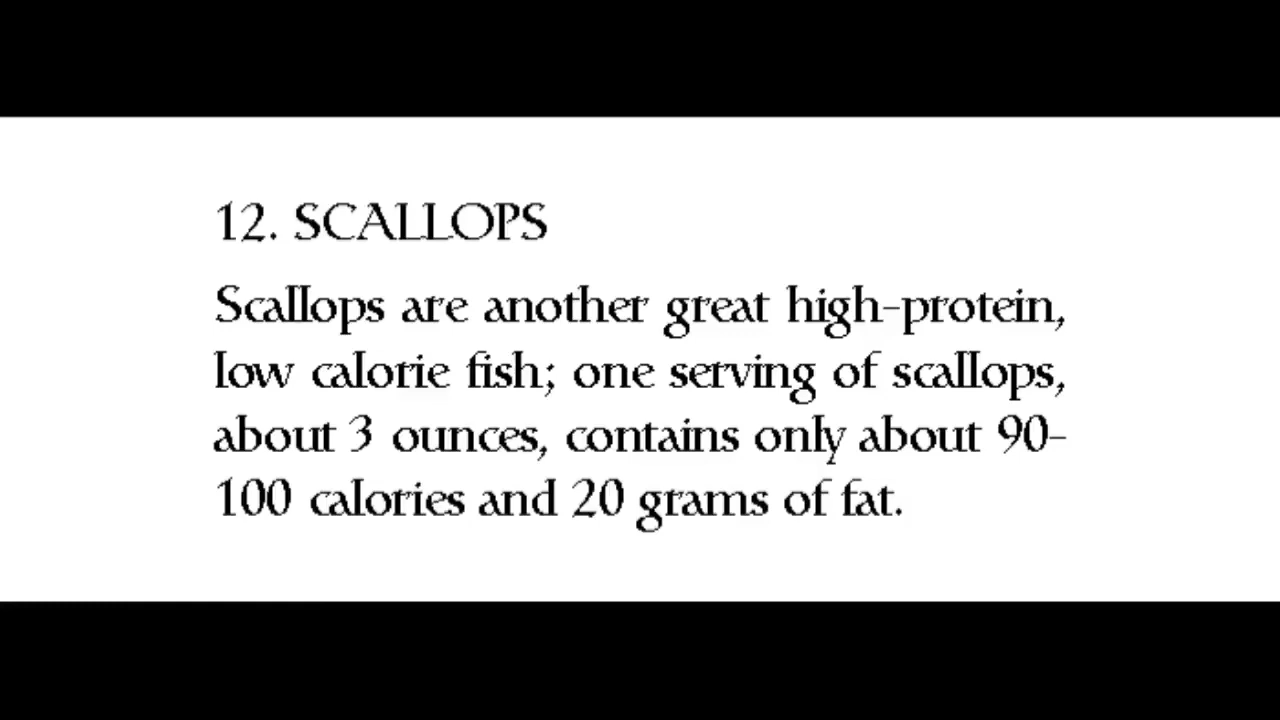 12. SCALLOPS
Scallops are another great high-protein,
low calorie fish; one serving of scallops,
about 3 ounces, contains only about 90-
100 calories and 20 grams of fat.